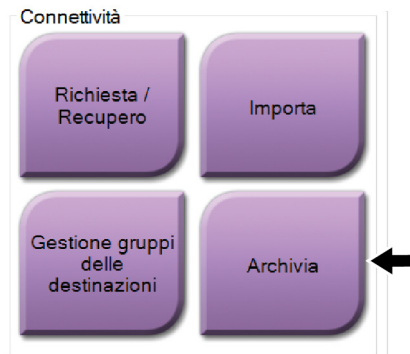 Connettività
Richiesta /
Recupero
Importa
Gestione gruppi
delle
destinazioni
Archivia